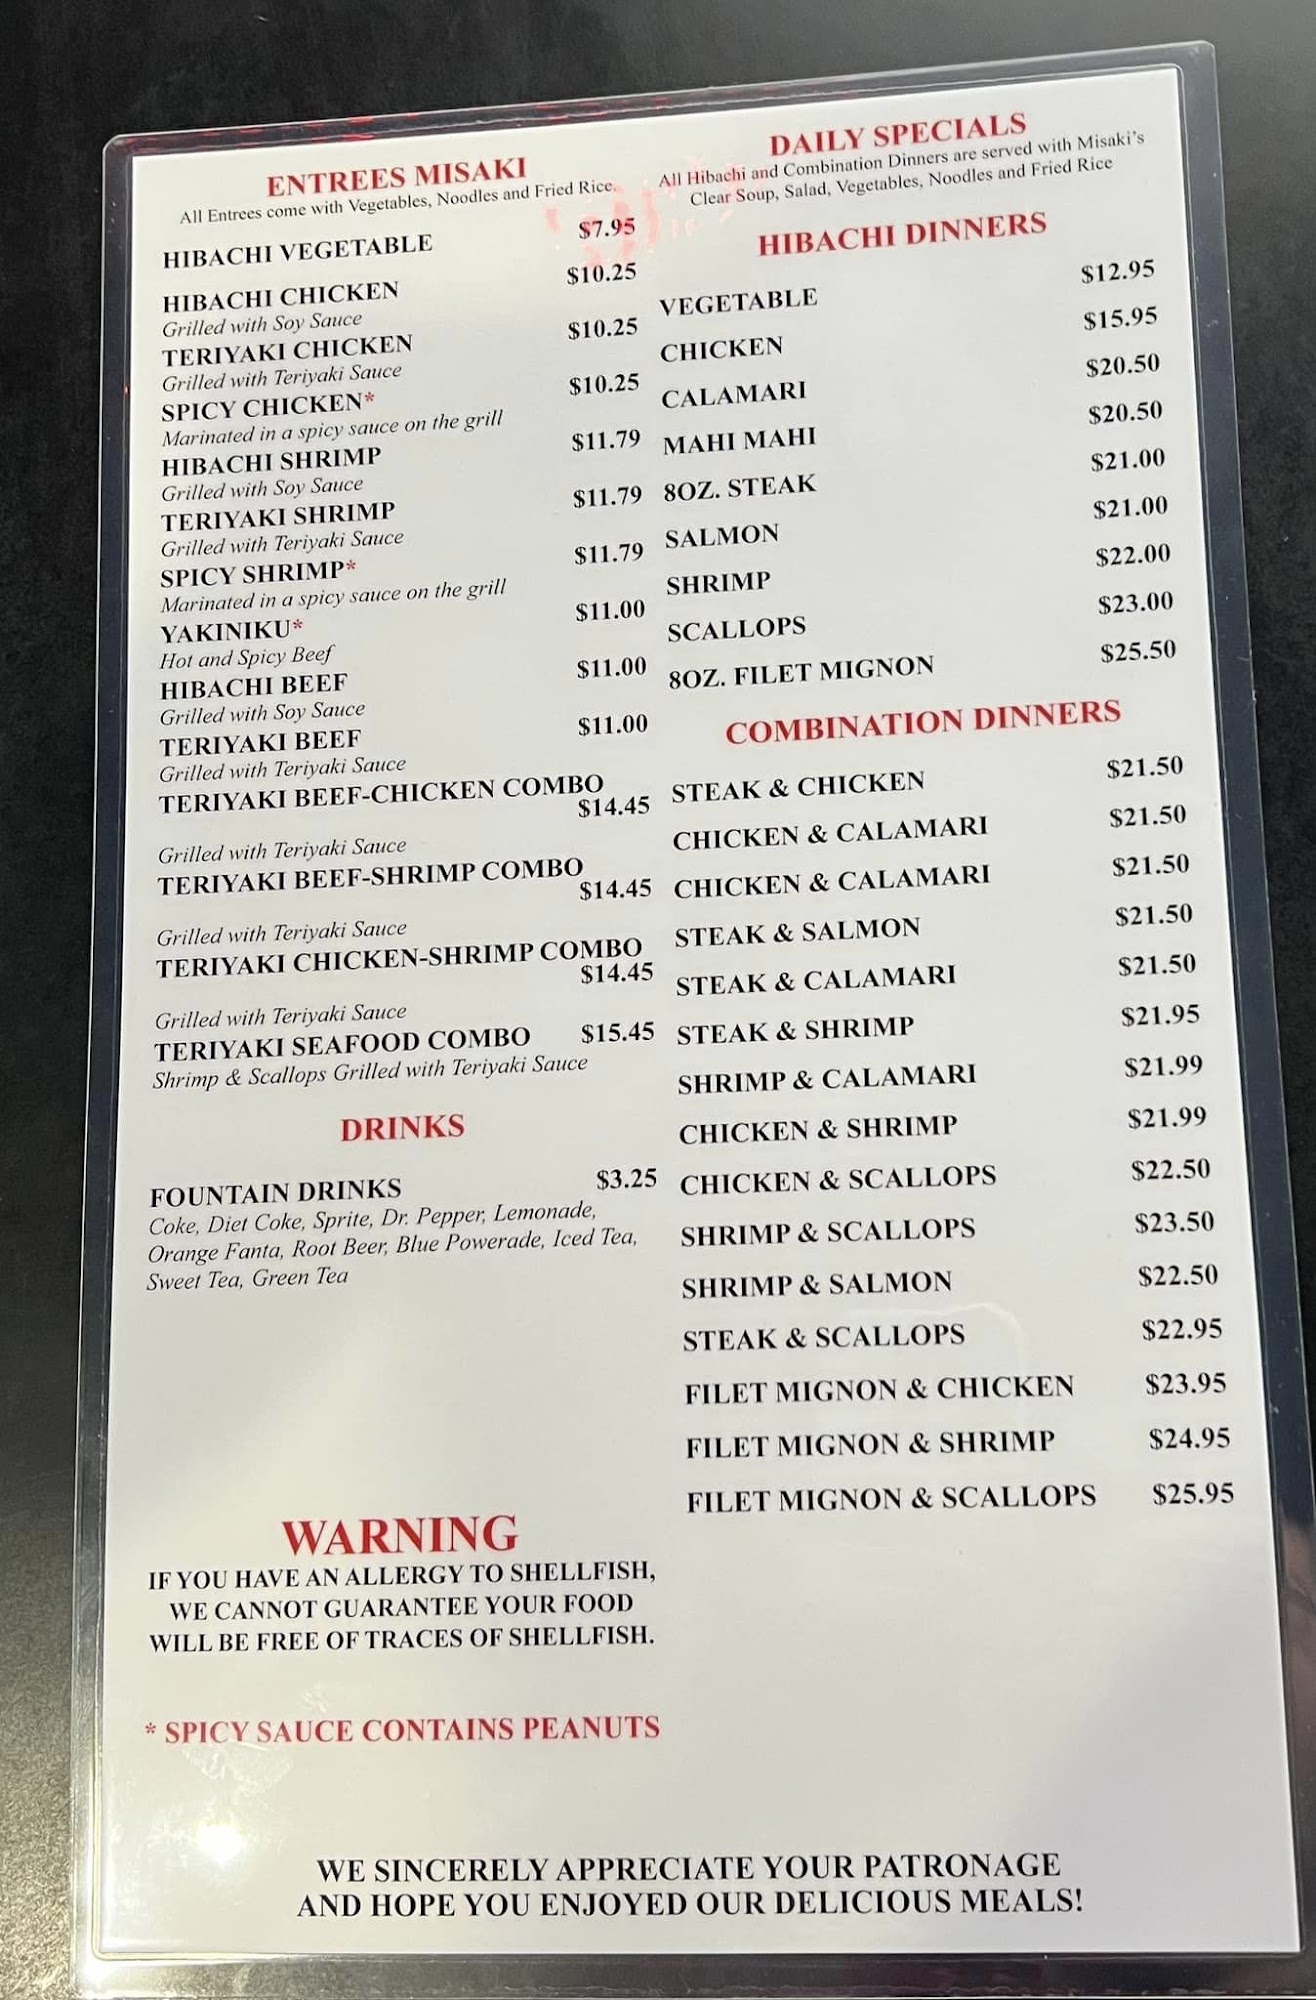 ENTREES MISAKI
All Entrees come with Vegetables, Noodles and Fried Rice.
HIBACHI VEGETABLE $7.95
HIBACHI CHICKEN $10.25
Grilled with Soy Sauce
TERIYAKI CHICKEN $10.25
Grilled with Teriyaki Sauce
SPICY CHICKEN* $10.25
Marinated in a spicy sauce on the grill
HIBACHI SHRIMP $11.79
Grilled with Soy Sauce
TERIYAKI SHRIMP $11.79
Grilled with Teriyaki Sauce
SPICY SHRIMP* $11.79
Marinated in a spicy sauce on the grill
YAKINIKU* $11.00
Hot and Spicy Beef
HIBACHI BEEF $11.00
Grilled with Soy Sauce
TERIYAKI BEEF $11.00
Grilled with Teriyaki Sauce
TERIYAKI BEEF-CHICKEN COMBO
$14.45
Grilled with Teriyaki Sauce
TERIYAKI BEEF-SHRIMP COMBO
$14.45
Grilled with Teriyaki Sauce
TERIYAKI CHICKEN-SHRIMP COMBO
$14.45
Grilled with Teriyaki Sauce
TERIYAKI SEAFOOD COMBO $15.45
Shrimp & Scallops Grilled with Teriyaki Sauce
DRINKS
FOUNTAIN DRINKS $3.25
Coke, Diet Coke, Sprite, Dr. Pepper, Lemonade,
Orange Fanta, Root Beer, Blue Powerade, Iced Tea,
Sweet Tea, Green Tea
WARNING
IF YOU HAVE AN ALLERGY TO SHELLFISH,
WE CANNOT GUARANTEE YOUR FOOD
WILL BE FREE OF TRACES OF SHELLFISH.
* SPICY SAUCE CONTAINS PEANUTS
DAILY SPECIALS
All Hibachi and Combination Dinners are served with Misaki's
Clear Soup, Salad, Vegetables, Noodles and Fried Rice
HIBACHI DINNERS
VEGETABLE $12.95
CHICKEN $15.95
CALAMARI $20.50
MAHI MAHI $20.50
8OZ. STEAK $21.00
SALMON $21.00
SHRIMP $22.00
SCALLOPS $23.00
8OZ. FILET MIGNON $25.50
COMBINATION DINNERS
STEAK & CHICKEN $21.50
CHICKEN & CALAMARI $21.50
CHICKEN & CALAMARI $21.50
STEAK & SALMON $21.50
STEAK & CALAMARI $21.50
STEAK & SHRIMP $21.95
SHRIMP & CALAMARI $21.99
CHICKEN & SHRIMP $21.99
CHICKEN & SCALLOPS $22.50
SHRIMP & SCALLOPS $23.50
SHRIMP & SALMON $22.50
STEAK & SCALLOPS $22.95
FILET MIGNON & CHICKEN $23.95
FILET MIGNON & SHRIMP $24.95
FILET MIGNON & SCALLOPS $25.95
WE SINCERELY APPRECIATE YOUR PATRONAGE
AND HOPE YOU ENJOYED OUR DELICIOUS MEALS!